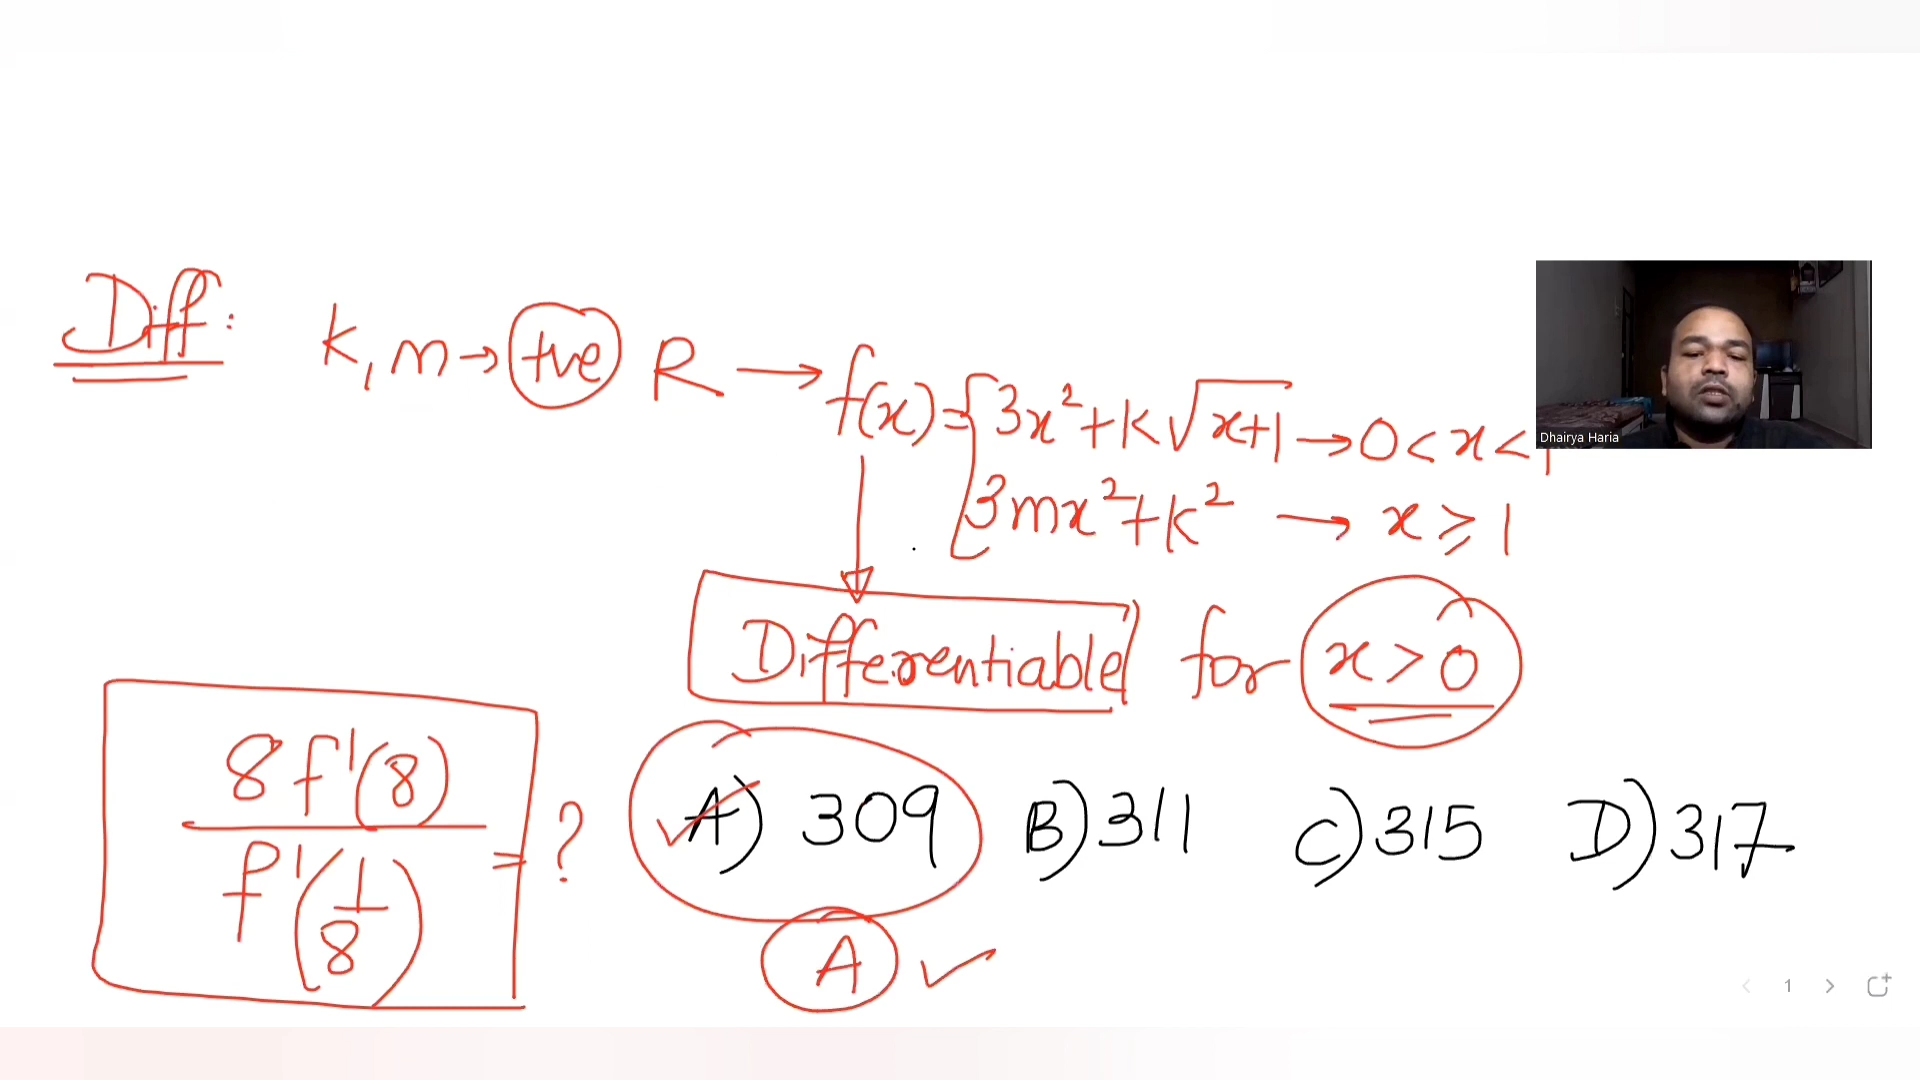 Diff:
k, m → +ve R → f(x) = { 3x² + k√x+1 → 0 < x < 1
3mx² + k² → x ≥ 1
Dhairya Haria
Differentiable for x > 0
8f'(8)
f'(1/8)
= ?
A) 309 B) 311 C) 315 D) 317
A ✓
1